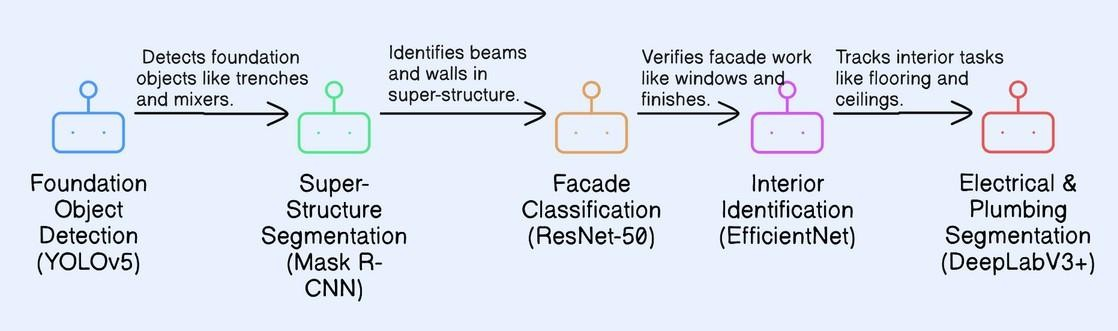 Detects foundation
objects like trenches
and mixers.
Identifies beams
and walls in
super-structure.
Verifies facade work
like windows and
finishes.
Tracks interior tasks
like flooring and
ceilings.
Foundation
Object
Detection
(YOLOv5)
Super-
Structure
Segmentation
(Mask R-
CNN)
Facade
Classification
(ResNet-50)
Interior
Identification
(EfficientNet)
Electrical &
Plumbing
Segmentation
(DeepLabV3+)